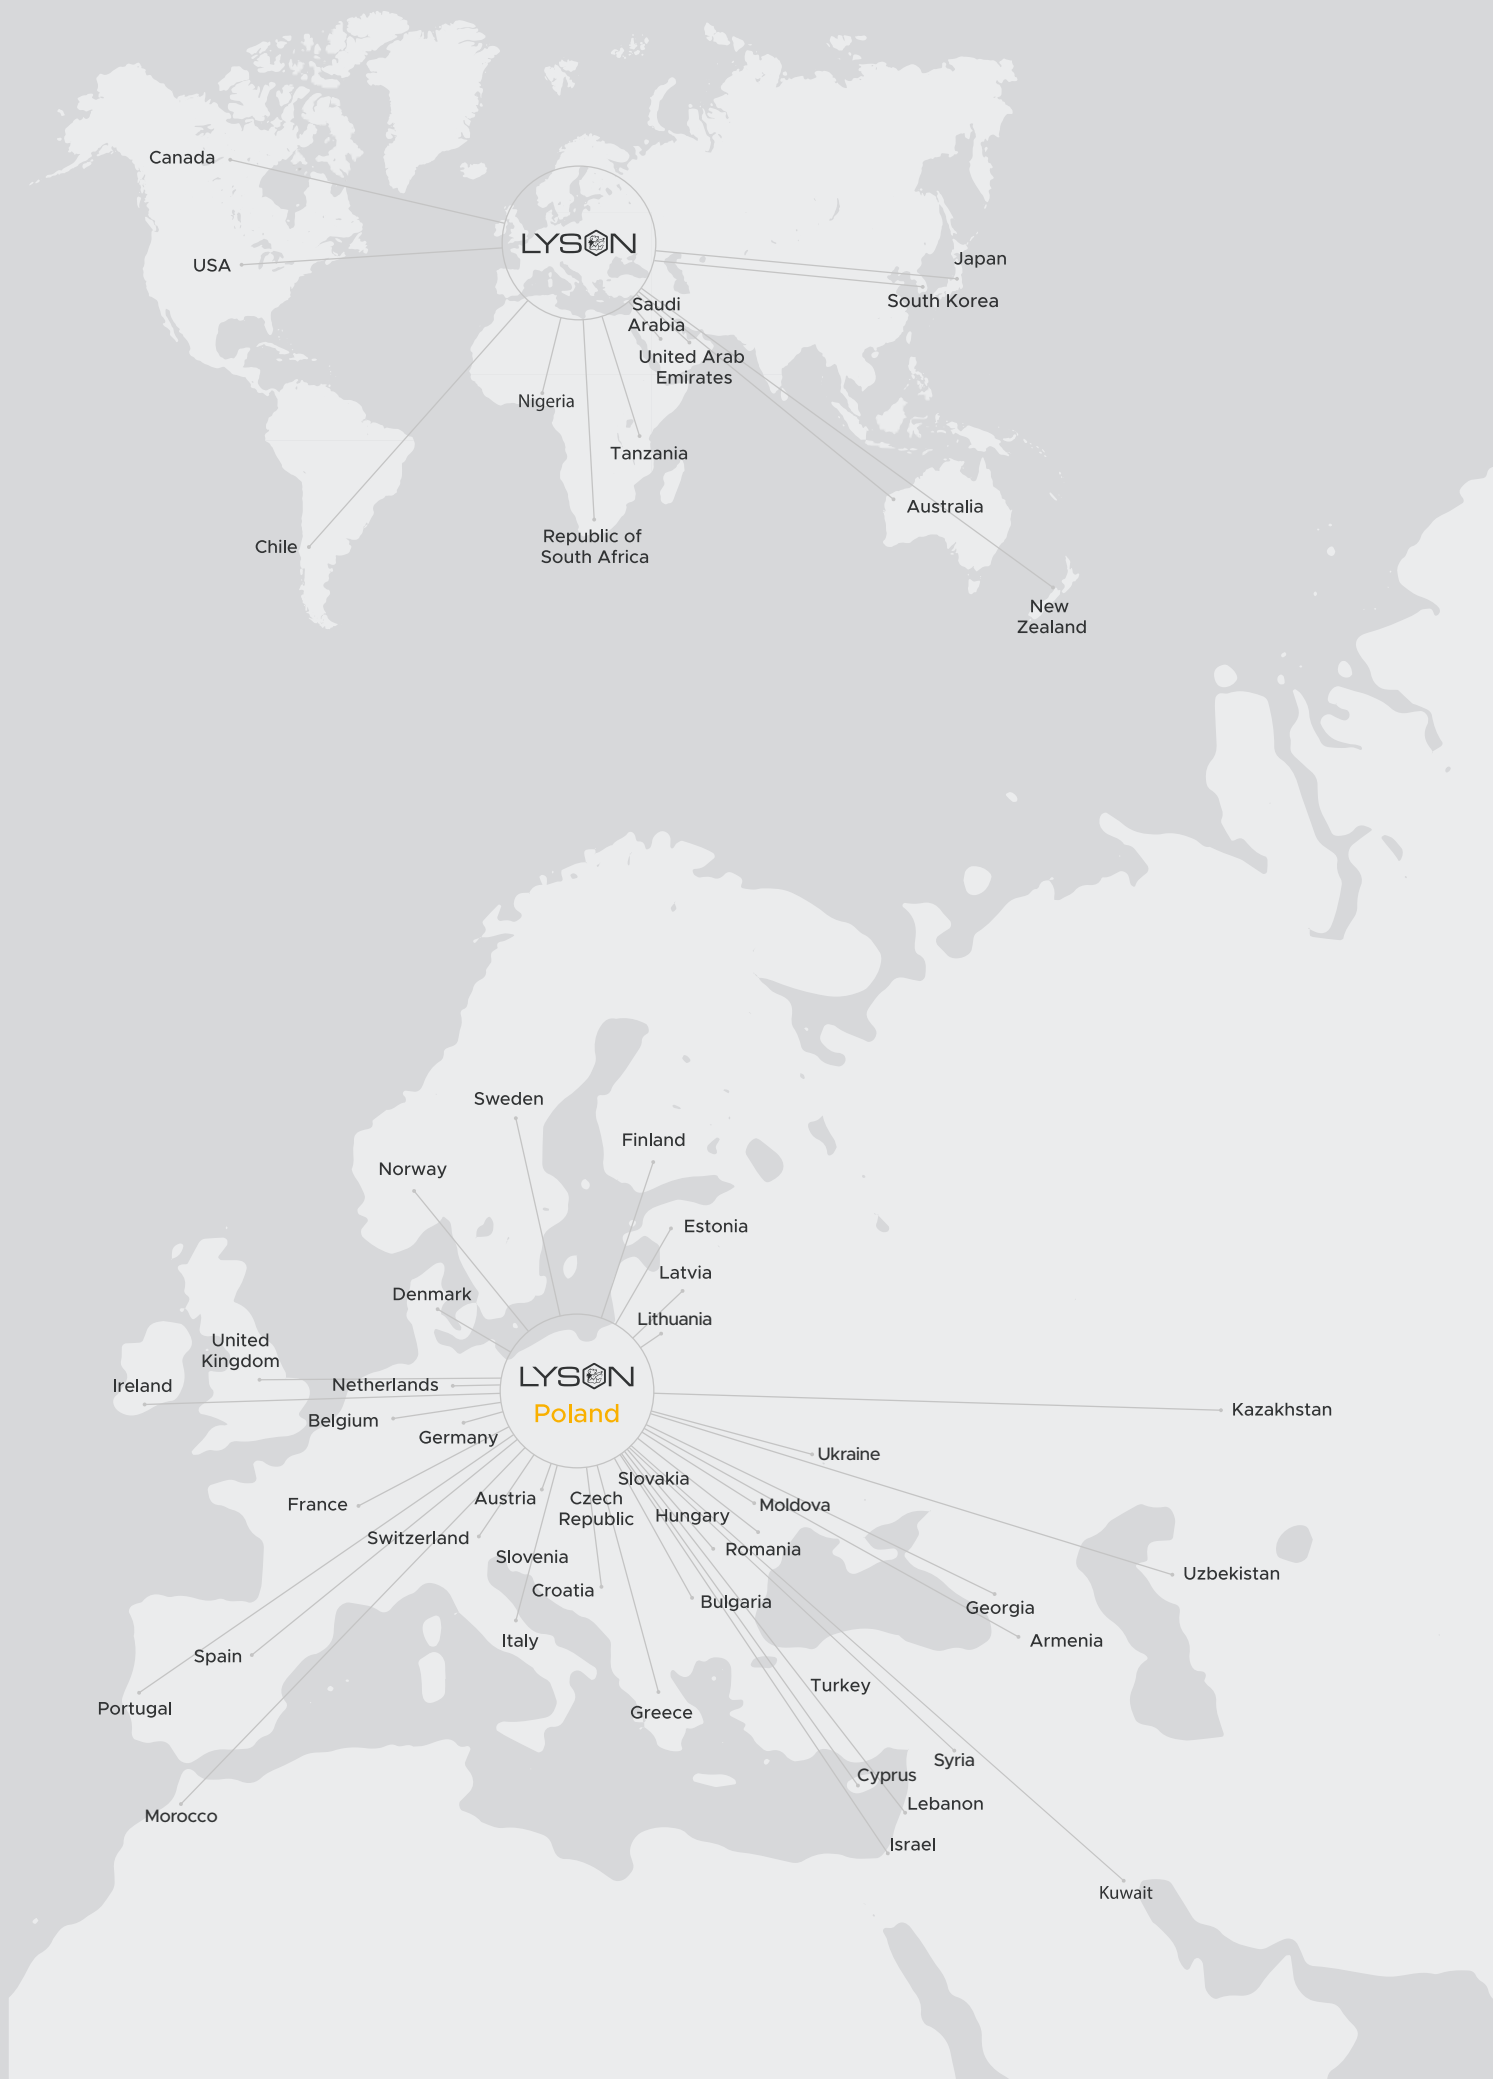 Canada
LYSON
USA
Japan
South Korea
Saudi
Arabia
United Arab
Emirates
Nigeria
Tanzania
Australia
Republic of
South Africa
Chile
New
Zealand
Sweden
Finland
Norway
Estonia
Latvia
Denmark
Lithuania
United
Kingdom
LYSON
Ireland
Netherlands
Poland
Kazakhstan
Belgium
Germany
Ukraine
Slovakia
Austria
Czech
Republic
France
Moldova
Hungary
Switzerland
Romania
Slovenia
Uzbekistan
Croatia
Bulgaria
Georgia
Italy
Armenia
Spain
Turkey
Portugal
Greece
Syria
Cyprus
Lebanon
Morocco
Israel
Kuwait